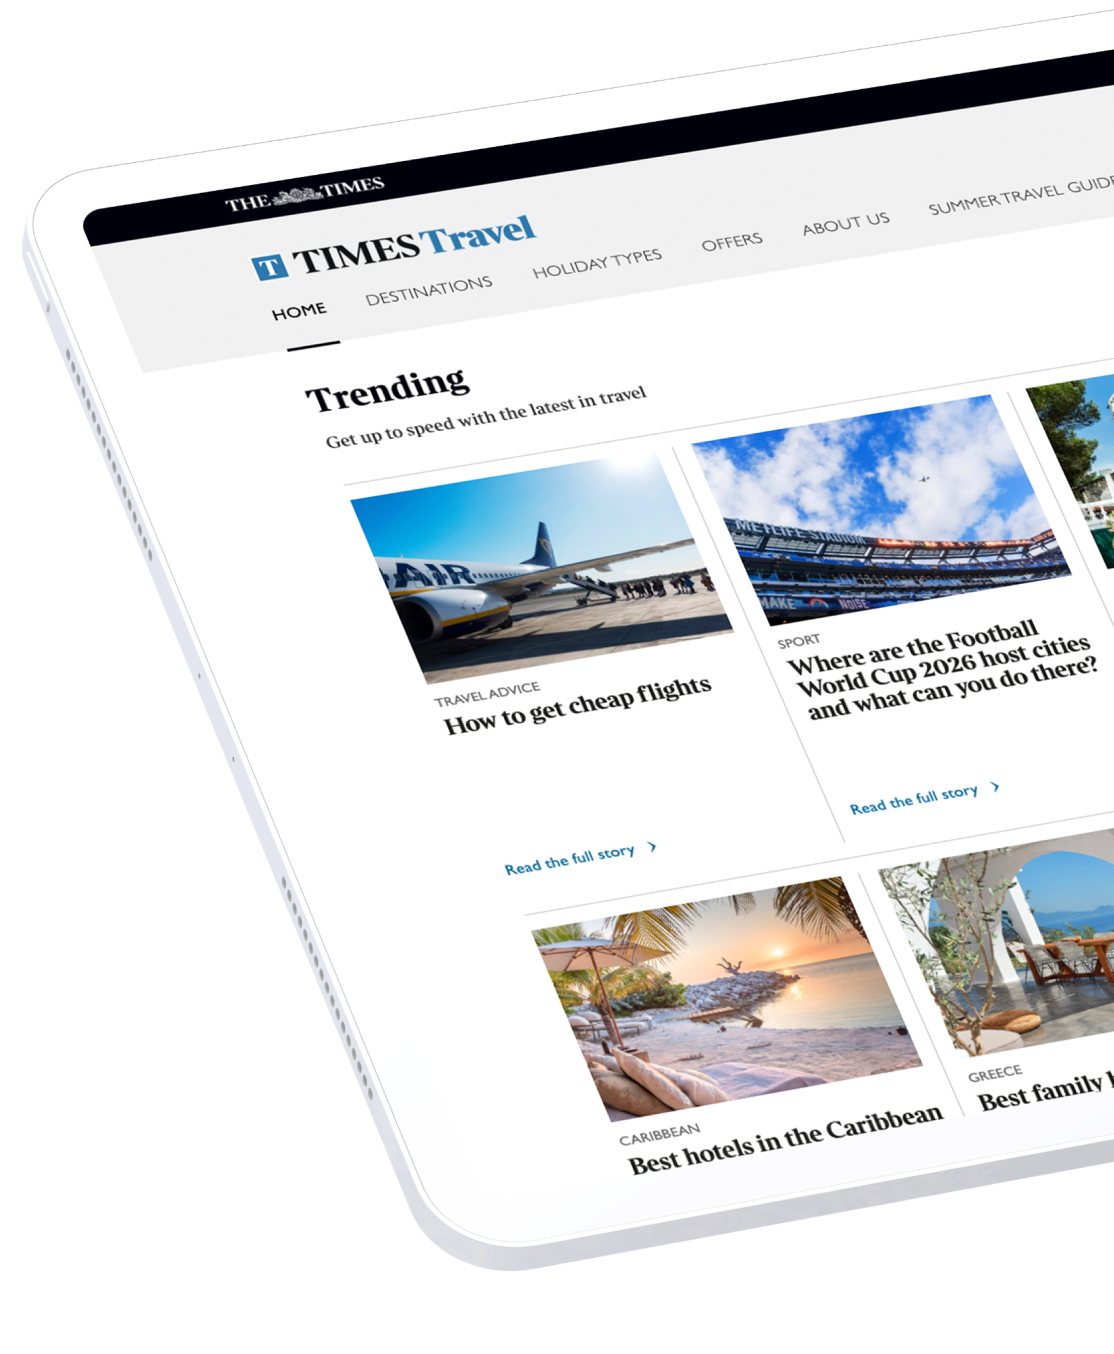 THE TIMES
T TIMES Travel
HOME DESTINATIONS HOLIDAY TYPES OFFERS ABOUT US SUMMER TRAVEL GUIDE
Trending
Get up to speed with the latest in travel
AIR
METLIFE STADIUM
MAKE NOISE
TRAVEL ADVICE
How to get cheap flights
Read the full story
SPORT
Where are the Football
World Cup 2026 host cities
and what can you do there?
Read the full story
CARIBBEAN
Best hotels in the Caribbean
GREECE
Best family